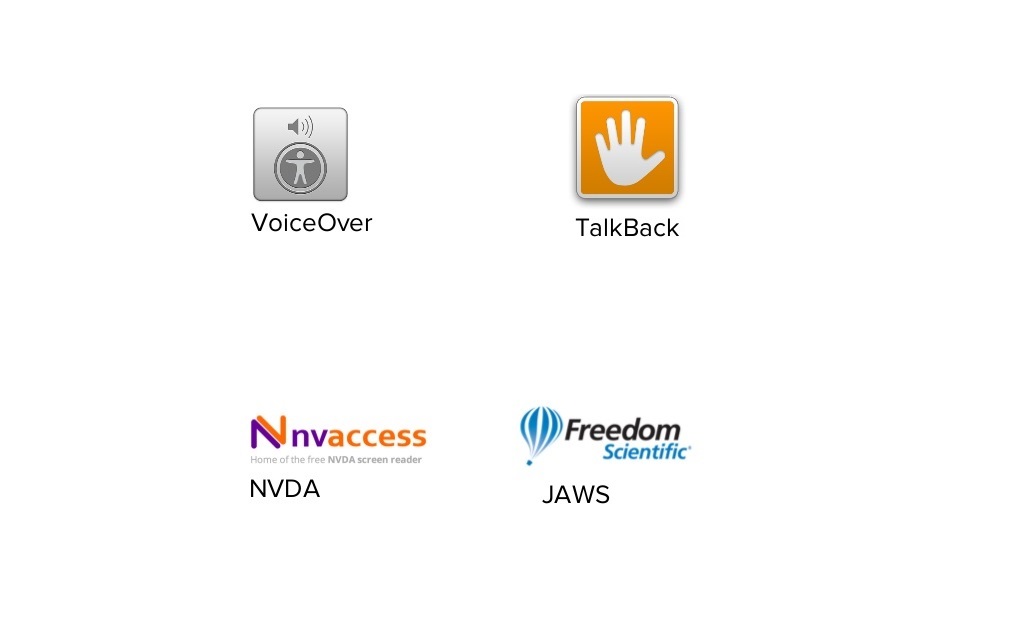 VoiceOver
TalkBack
nvaccess
Home of the free NVDA screen reader
NVDA
Freedom
Scientific®
JAWS